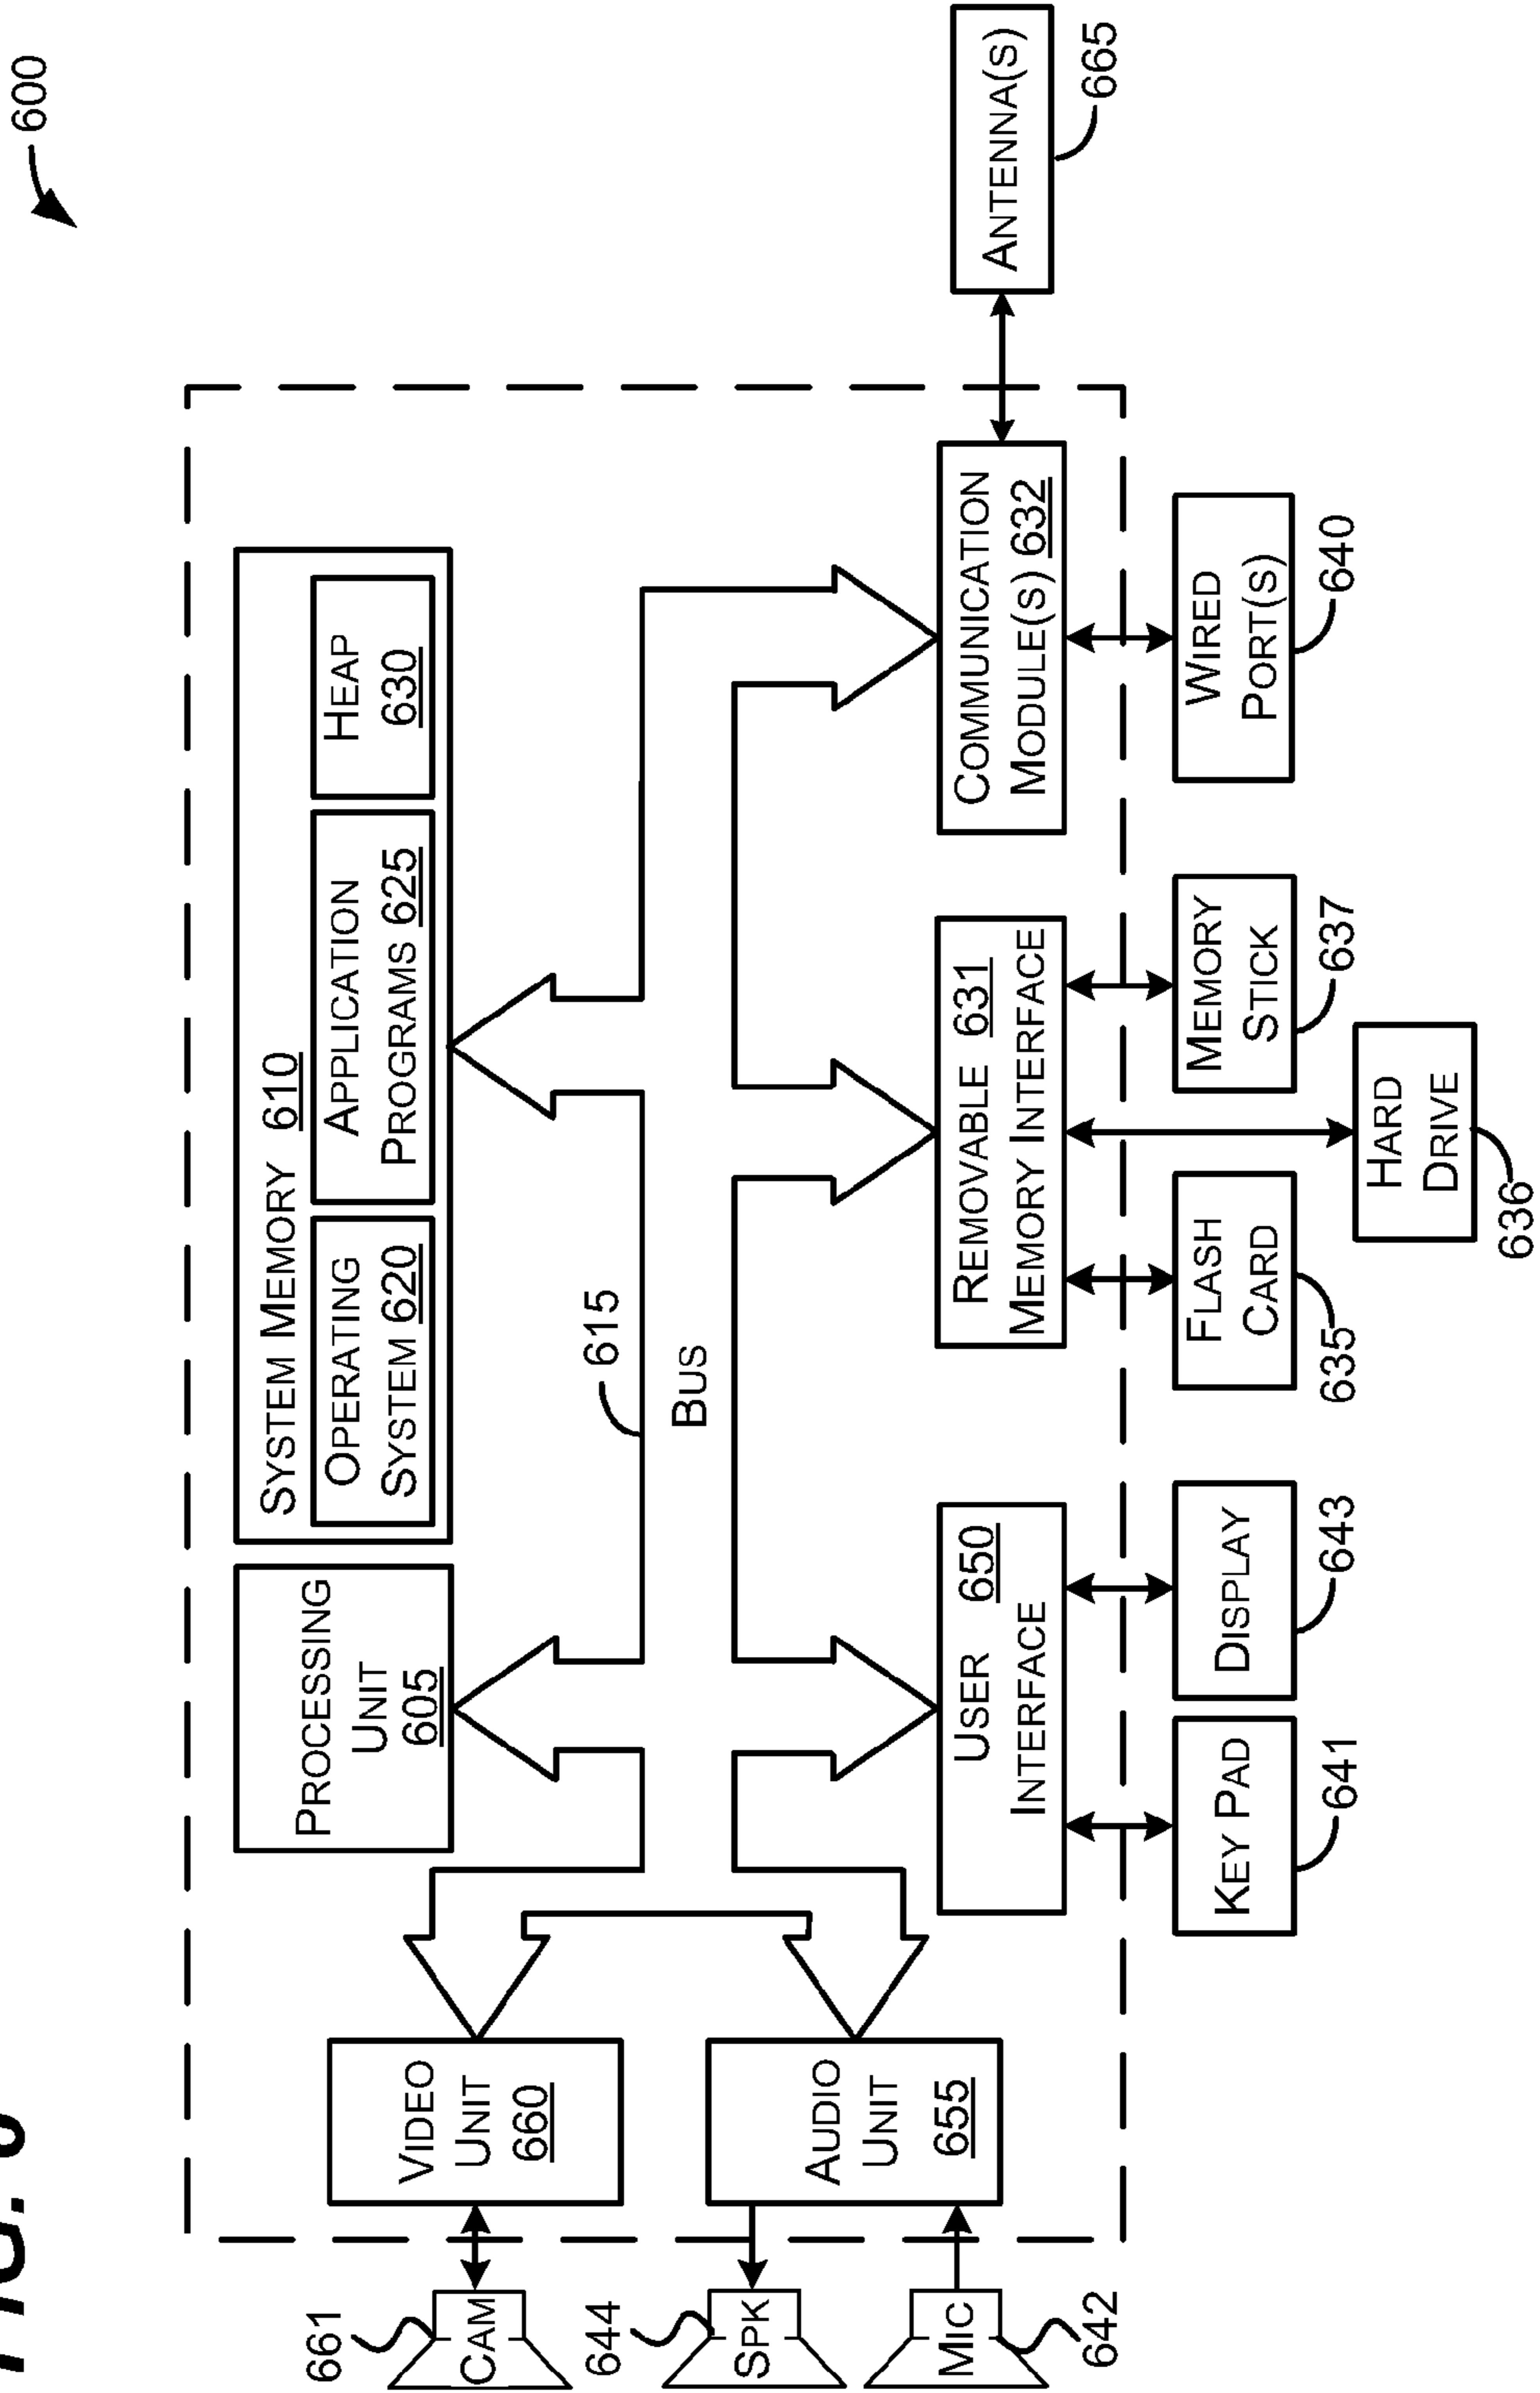 600
PROCESSING
UNIT
605
SYSTEM MEMORY 610
OPERATING
SYSTEM 620
APPLICATION
PROGRAMS 625
HEAP
630
661
CAM
VIDEO
UNIT
660
615
BUS
644
SPK
AUDIO
UNIT
655
MIC
642
USER
INTERFACE 650
REMOVABLE 631
MEMORY INTERFACE
COMMUNICATION
MODULE(S) 632
ANTENNA(S)
665
KEY PAD
641
DISPLAY
643
FLASH
CARD
635
MEMORY
STICK
637
WIRED
PORT(S)
640
HARD
DRIVE
636